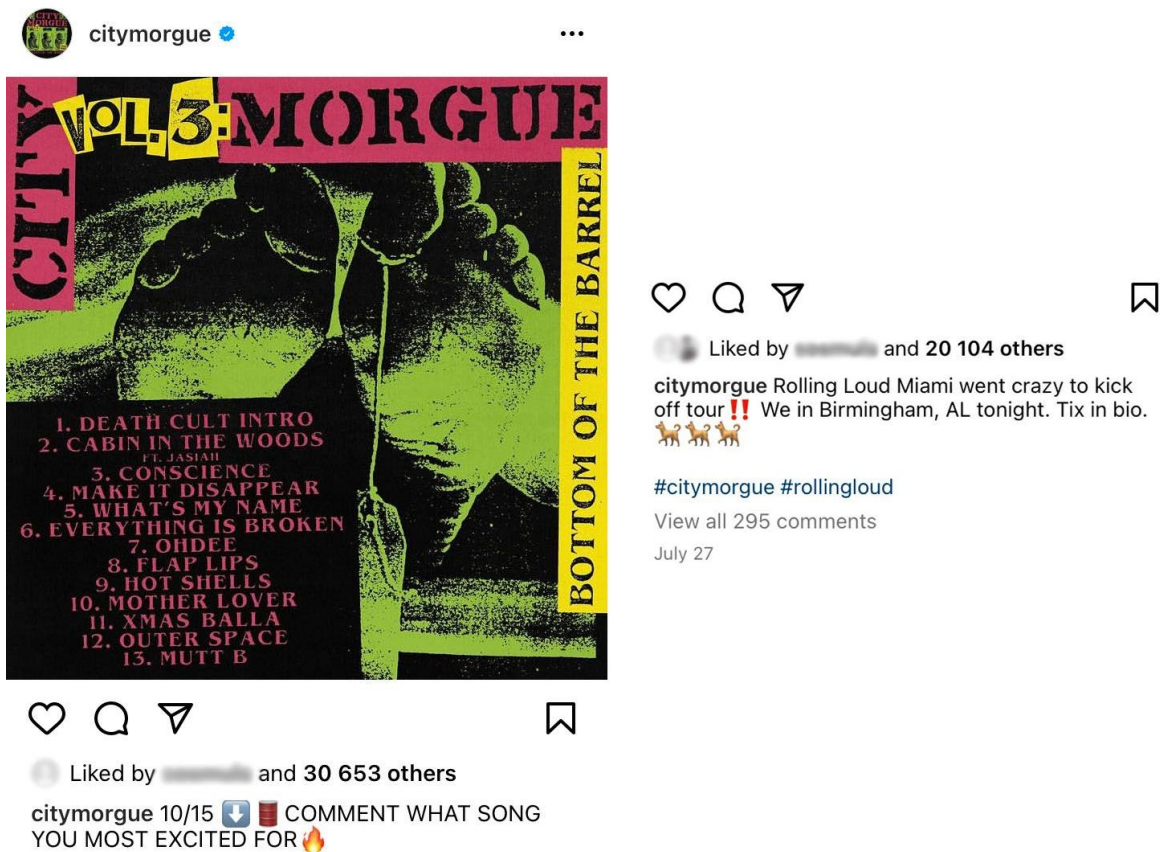 citymorgue
CITY
VOL.3:
MORGUE
BOTTOM OF THE BARREL
1. DEATH CULT INTRO
2. CABIN IN THE WOODS
FT. JASIAH
3. CONSCIENCE
4. MAKE IT DISAPPEAR
5. WHAT'S MY NAME
6. EVERYTHING IS BROKEN
7. OHDEE
8. FLAP LIPS
9. HOT SHELLS
10. MOTHER LOVER
11. XMAS BALLA
12. OUTER SPACE
13. MUTT B
Liked by and 30 653 others
citymorgue 10/15 ⬇️ 🛢️ COMMENT WHAT SONG
YOU MOST EXCITED FOR🔥
Liked by and 20 104 others
citymorgue Rolling Loud Miami went crazy to kick
off tour‼️ We in Birmingham, AL tonight. Tix in bio.
🐕🐕🐕
#citymorgue #rollingloud
View all 295 comments
July 27